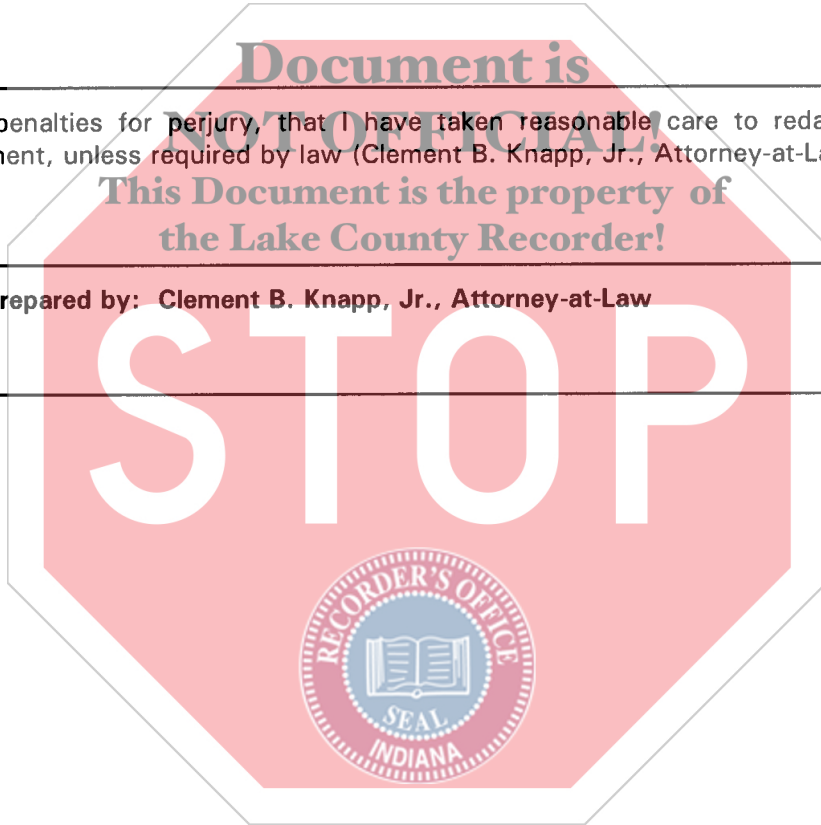 Document is
NOT OFFICIAL!
penalties for perjury, that I have taken reasonable care to reda
ment, unless required by law (Clement B. Knapp, Jr., Attorney-at-La
This Document is the property of
the Lake County Recorder!
repared by: Clement B. Knapp, Jr., Attorney-at-Law
STOP
RECORDER'S OFFICE
SEAL
INDIANA